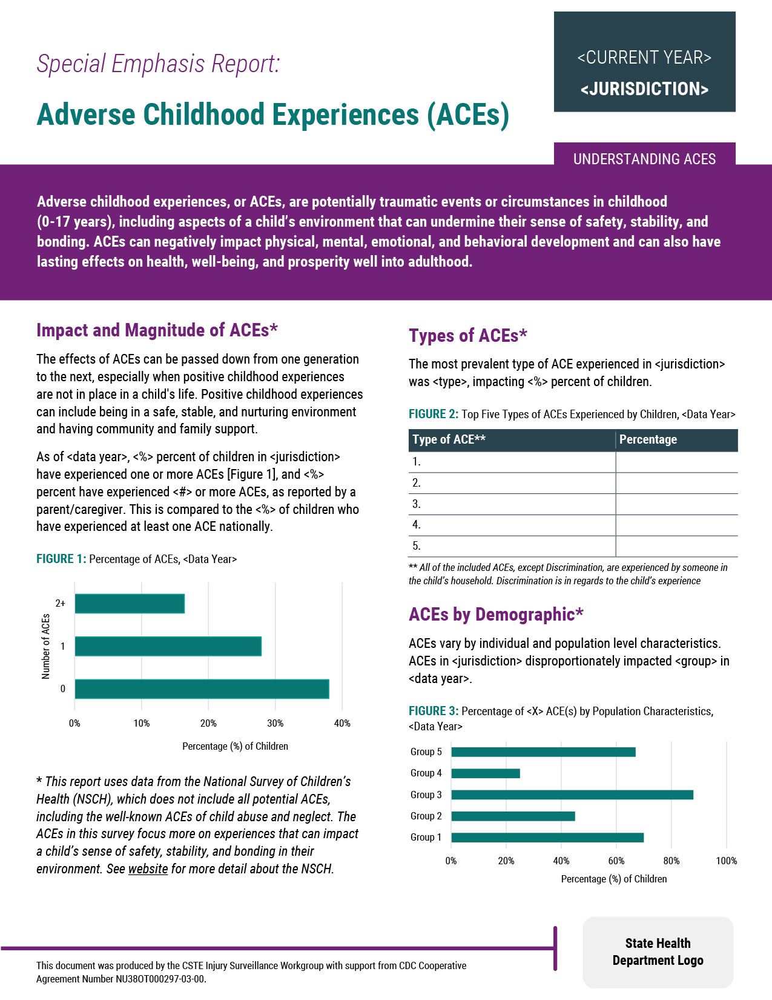 Special Emphasis Report:
Adverse Childhood Experiences (ACEs)
<CURRENT YEAR>
<JURISDICTION>
UNDERSTANDING ACES
Adverse childhood experiences, or ACEs, are potentially traumatic events or circumstances in childhood
(0-17 years), including aspects of a child’s environment that can undermine their sense of safety, stability, and
bonding. ACEs can negatively impact physical, mental, emotional, and behavioral development and can also have
lasting effects on health, well-being, and prosperity well into adulthood.
Impact and Magnitude of ACEs*
The effects of ACEs can be passed down from one generation
to the next, especially when positive childhood experiences
are not in place in a child's life. Positive childhood experiences
can include being in a safe, stable, and nurturing environment
and having community and family support.
As of <data year>, <%> percent of children in <jurisdiction>
have experienced one or more ACEs [Figure 1], and <%>
percent have experienced <#> or more ACEs, as reported by a
parent/caregiver. This is compared to the <%> of children who
have experienced at least one ACE nationally.
FIGURE 1: Percentage of ACEs, <Data Year>
Number of ACEs
2+
1
0
0% 10% 20% 30% 40%
Percentage (%) of Children
* This report uses data from the National Survey of Children’s
Health (NSCH), which does not include all potential ACEs,
including the well-known ACEs of child abuse and neglect. The
ACEs in this survey focus more on experiences that can impact
a child’s sense of safety, stability, and bonding in their
environment. See website for more detail about the NSCH.
Types of ACEs*
The most prevalent type of ACE experienced in <jurisdiction>
was <type>, impacting <%> percent of children.
FIGURE 2: Top Five Types of ACEs Experienced by Children, <Data Year>
Type of ACE** Percentage
1.
2.
3.
4.
5.
** All of the included ACEs, except Discrimination, are experienced by someone in
the child’s household. Discrimination is in regards to the child’s experience
ACEs by Demographic*
ACEs vary by individual and population level characteristics.
ACEs in <jurisdiction> disproportionately impacted <group> in
<data year>.
FIGURE 3: Percentage of <X> ACE(s) by Population Characteristics,
<Data Year>
Group 5
Group 4
Group 3
Group 2
Group 1
0% 20% 40% 60% 80% 100%
Percentage (%) of Children
This document was produced by the CSTE Injury Surveillance Workgroup with support from CDC Cooperative
Agreement Number NU38OT000297-03-00.
State Health
Department Logo